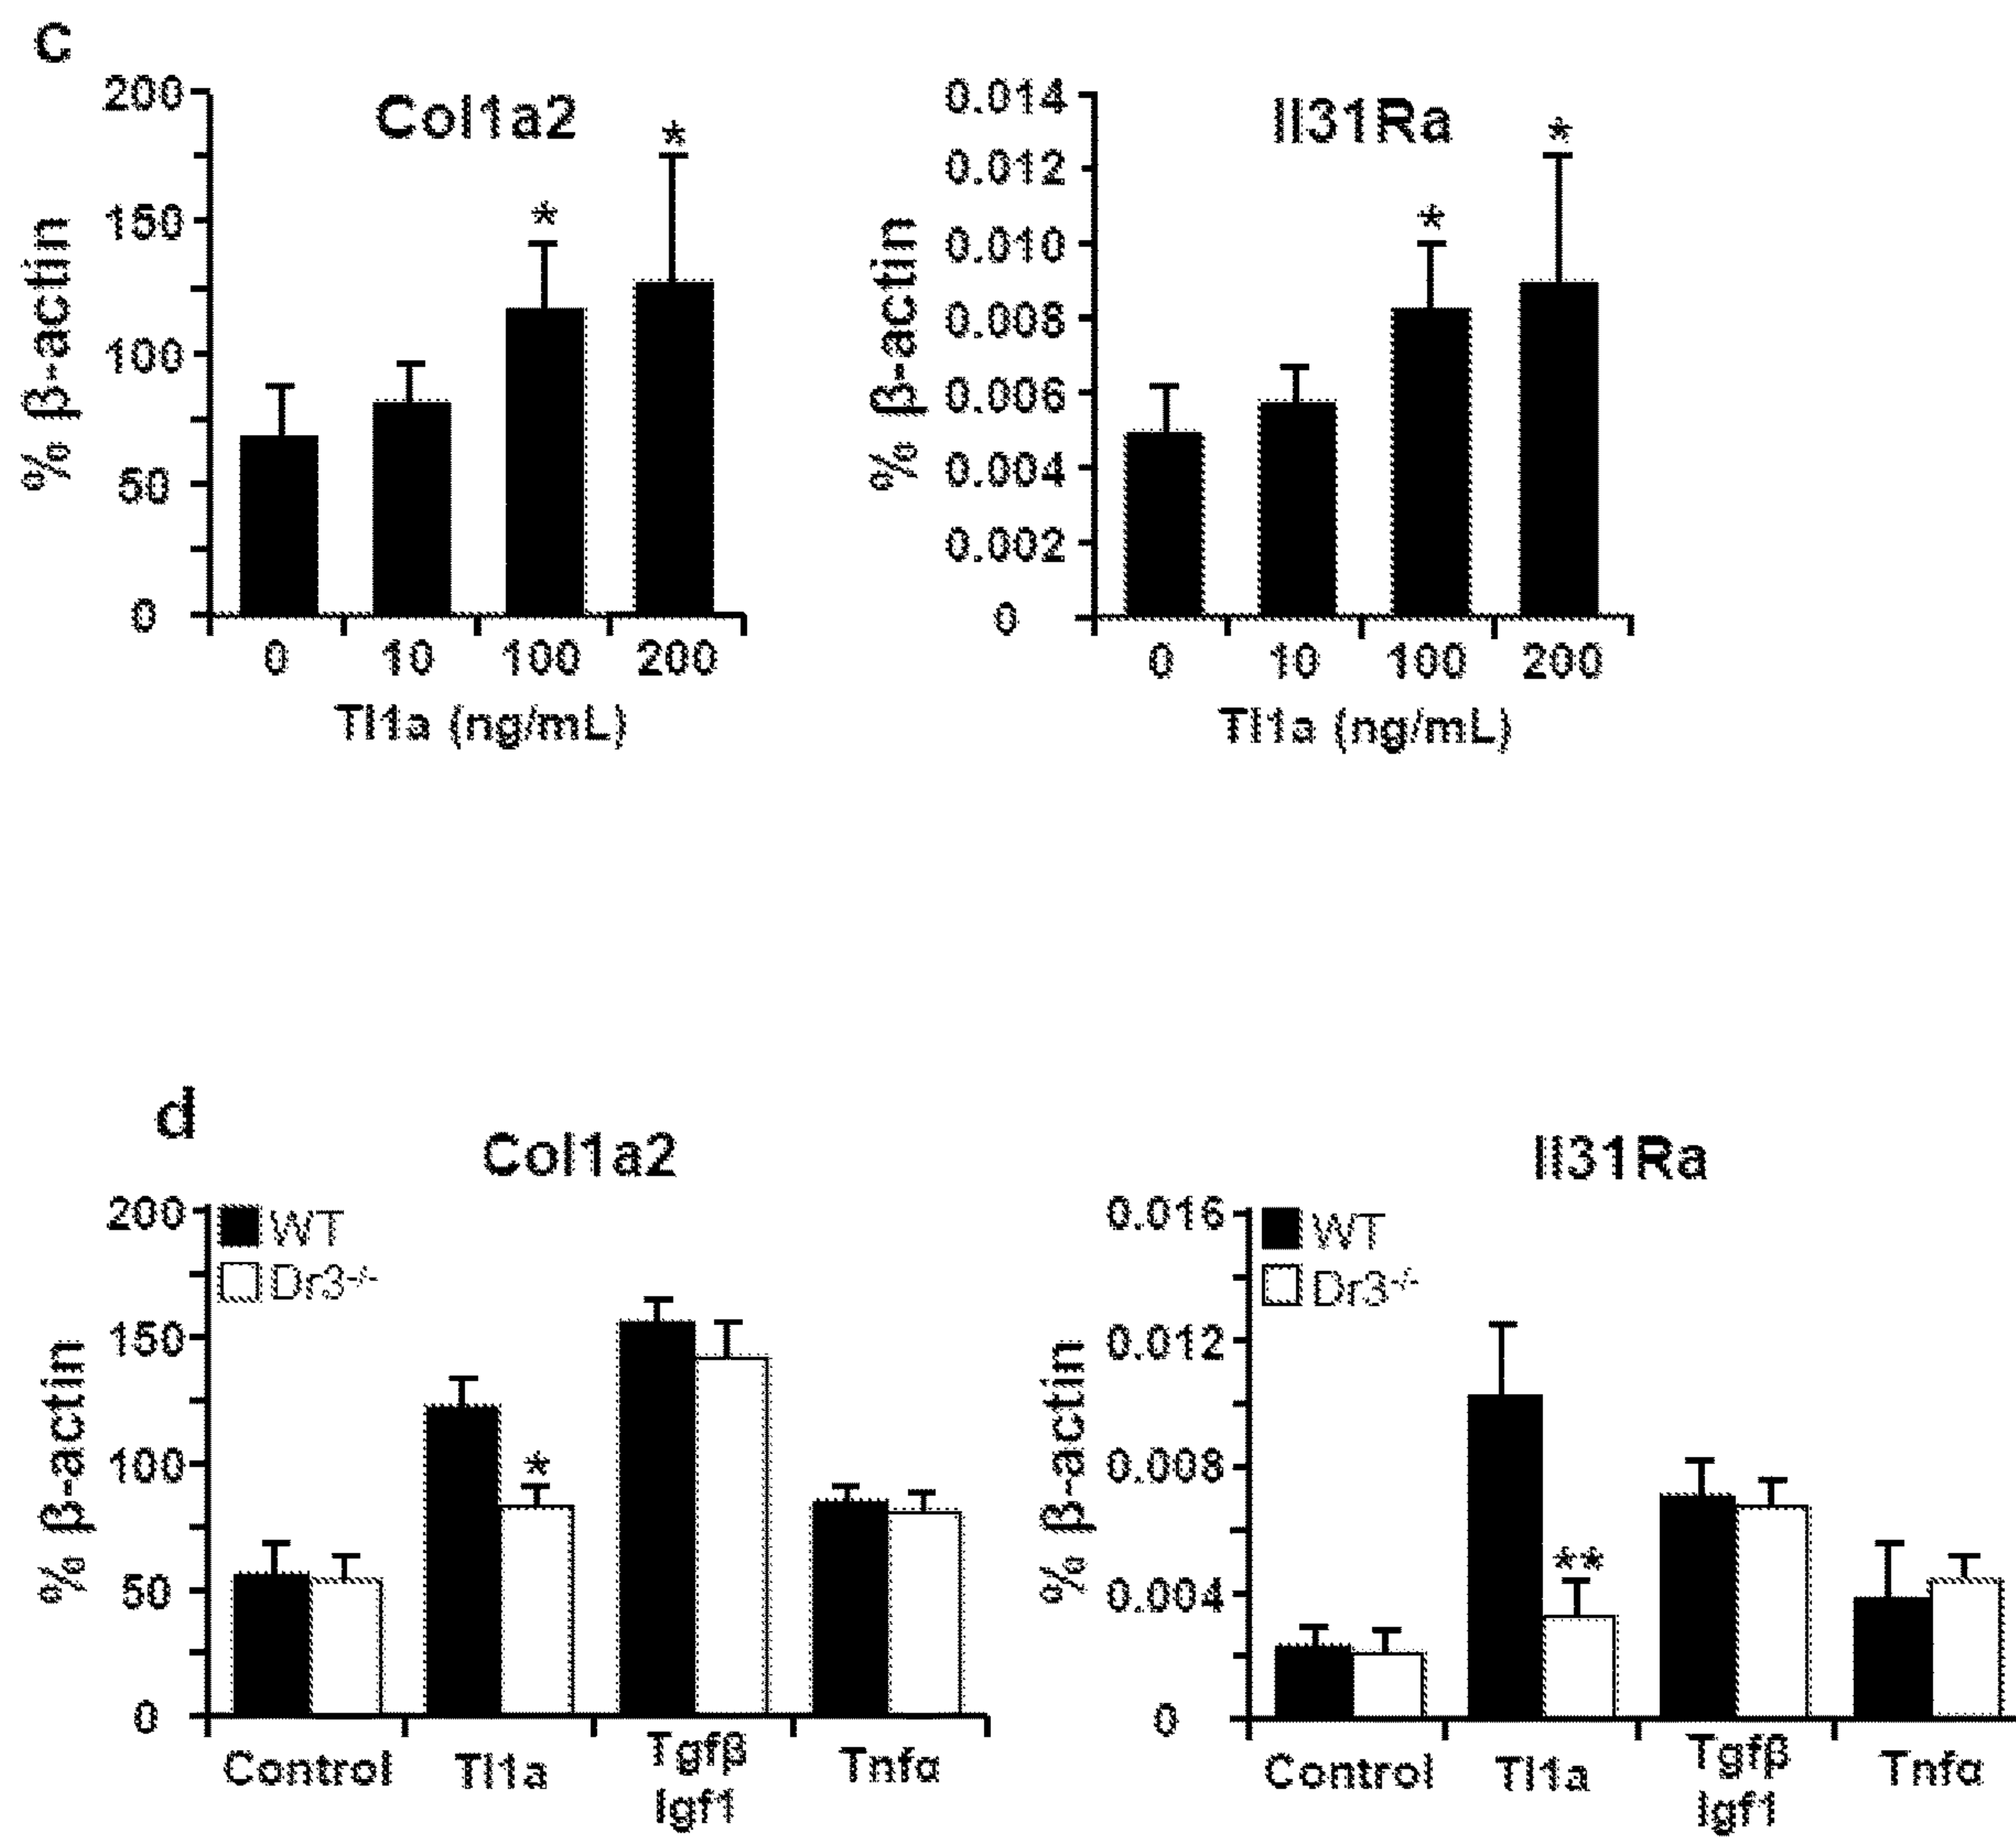 c
Col1a2
% β-actin
200
150
100
50
0
*
*
0 10 100 200
Tl1a (ng/mL)
Il31Ra
% β-actin
0.014
0.012
0.010
0.008
0.006
0.004
0.002
0
*
*
0 10 100 200
Tl1a (ng/mL)
d
Col1a2
WT
Dr3-/-
% β-actin
200
150
100
50
0
*
Control Tl1a Tgfβ Tnfα
Igf1
Il31Ra
WT
Dr3-/-
% β-actin
0.016
0.012
0.008
0.004
0
**
Control Tl1a Tgfβ Tnfα
Igf1